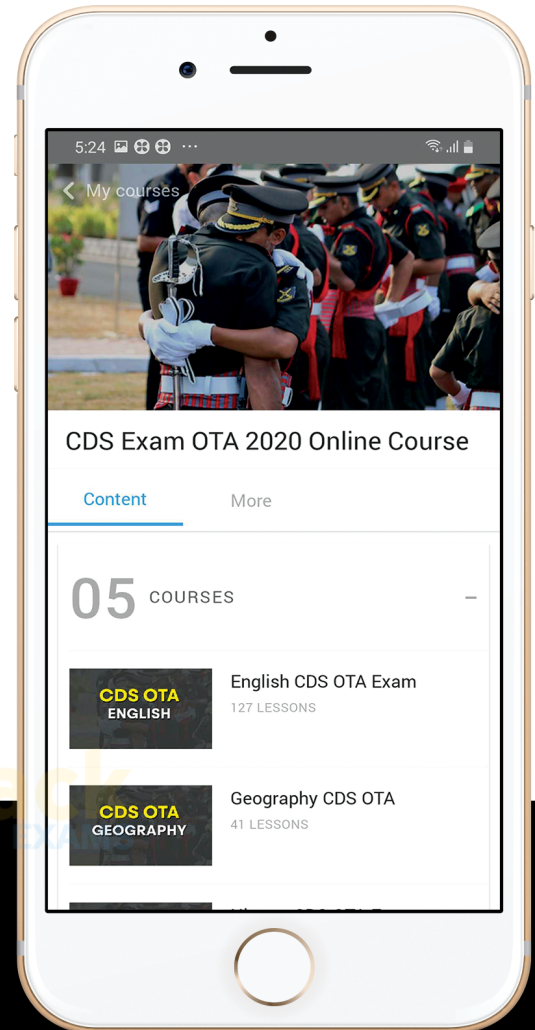 5:24
My courses
CDS Exam OTA 2020 Online Course
Content
More
05 COURSES
CDS OTA
ENGLISH
English CDS OTA Exam
127 LESSONS
CDS OTA
GEOGRAPHY
Geography CDS OTA
41 LESSONS
EXAMS